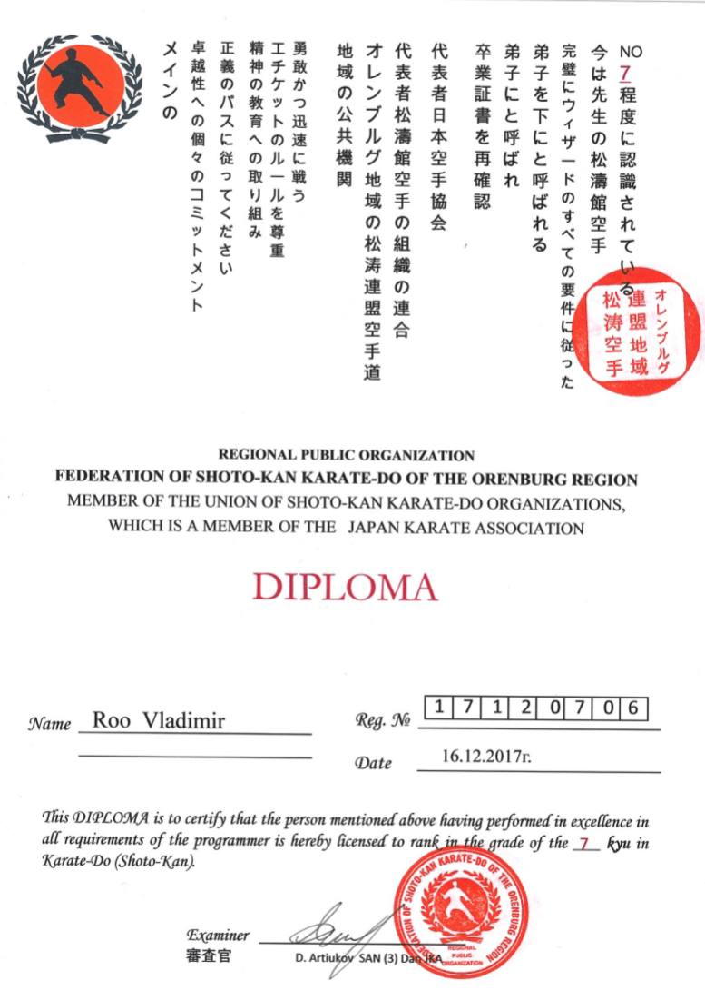 NO
7程度に認識されている
今は先生の松濤館空手
完璧にウィザードのすべての要件に従った
弟子を下にと呼ばれる
弟子にと呼ばれ
卒業証書を再確認
代表者日本空手協会
代表者松濤館空手の組織の連合
オレンブルグ地域の松涛連盟空手道
地域の公共機関
勇敢かつ迅速に戦う
エチケットのルールを尊重
精神の教育への取り組み
正義のパスに従ってください
卓越性への個々のコミットメント
メインの
オレンブルグ
連盟地域
松涛空手
REGIONAL PUBLIC ORGANIZATION
FEDERATION OF SHOTO-KAN KARATE-DO OF THE ORENBURG REGION
MEMBER OF THE UNION OF SHOTO-KAN KARATE-DO ORGANIZATIONS,
WHICH IS A MEMBER OF THE JAPAN KARATE ASSOCIATION
DIPLOMA
Name Roo Vladimir
Reg. № 17120706
Date 16.12.2017г.
This DIPLOMA is to certify that the person mentioned above having performed in excellence in
all requirements of the programmer is hereby licensed to rank in the grade of the 7 kyu in
Karate-Do (Shoto-Kan).
Examiner
審査官
D. Artiukov SAN (3) Dan JKA
FEDERATION OF SHOTO-KAN KARATE-DO OF THE ORENBURG REGION
REGIONAL
PUBLIC
ORGANIZATION